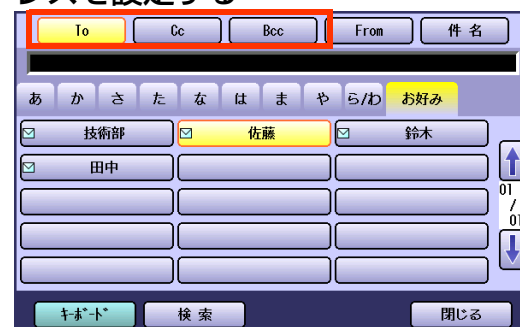 レスを設定する
To Cc Bcc From 件 名
あ か さ た な は ま や ら/わ お好み
技術部 佐藤 鈴木
田中
01
/
01
ｷｰﾎﾞｰﾄﾞ 検 索 閉じる